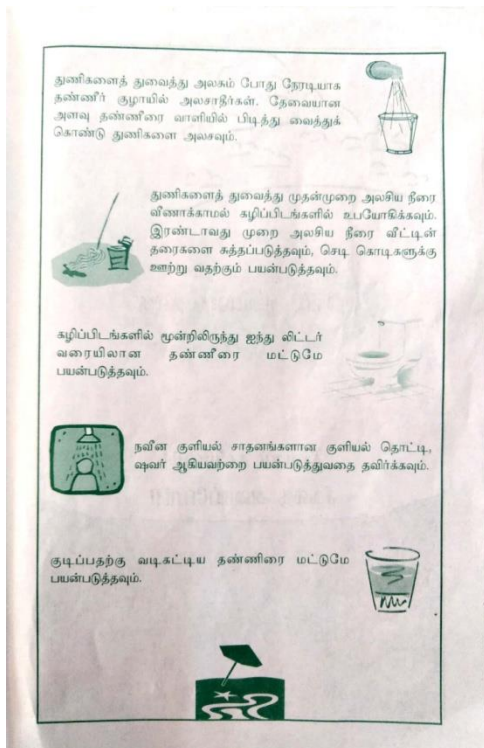 துணிகளைத் துவைத்து அலசும் போது நேரடியாக
தண்ணீர் குழாயில் அலசாதீர்கள். தேவையான
அளவு தண்ணீரை வாளியில் பிடித்து வைத்துக்
கொண்டு துணிகளை அலசவும்.
துணிகளைத் துவைத்து முதன்முறை அலசிய நீரை
வீணாக்காமல் கழிப்பிடங்களில் உபயோகிக்கவும்.
இரண்டாவது முறை அலசிய நீரை வீட்டின்
தரைகளை சுத்தப்படுத்தவும், செடி கொடிகளுக்கு
ஊற்று வதற்கும் பயன்படுத்தவும்.
கழிப்பிடங்களில் மூன்றிலிருந்து ஐந்து லிட்டர்
வரையிலான தண்ணீரை மட்டுமே
பயன்படுத்தவும்.
நவீன குளியல் சாதனங்களான குளியல் தொட்டி,
ஷவர் ஆகியவற்றை பயன்படுத்துவதை தவிர்க்கவும்.
குடிப்பதற்கு வடிகட்டிய தண்ணிரை மட்டுமே
பயன்படுத்தவும்.